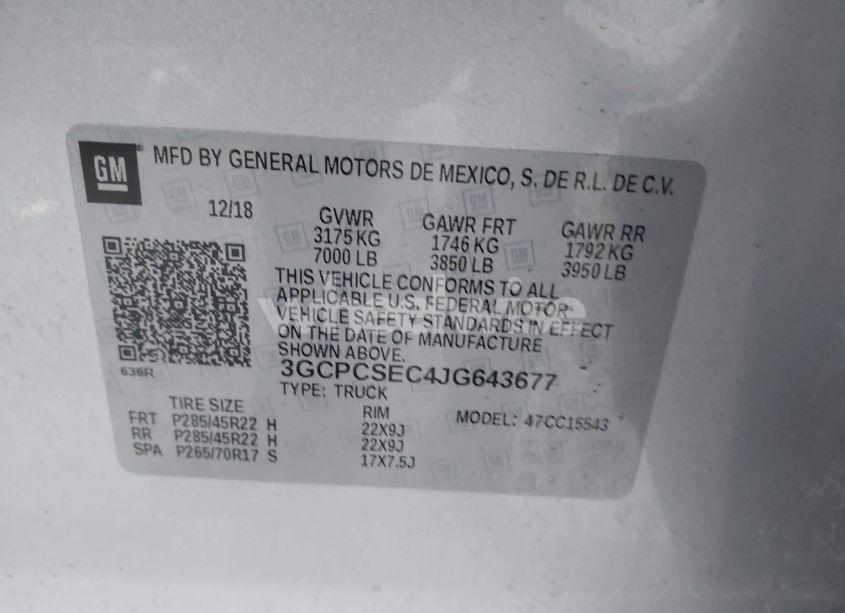 GM
MFD BY GENERAL MOTORS DE MEXICO, S. DE R.L. DE C.V.
12/18 GVWR GAWR FRT GAWR RR
3175 KG 1746 KG 1792 KG
7000 LB 3850 LB 3950 LB
THIS VEHICLE CONFORMS TO ALL
APPLICABLE U.S. FEDERAL MOTOR
VEHICLE SAFETY STANDARDS IN EFFECT
ON THE DATE OF MANUFACTURE
SHOWN ABOVE.
636R
3GCPCSEC4JG643677
TYPE: TRUCK
TIRE SIZE RIM MODEL: 47CC15543
FRT P285/45R22 H 22X9J
RR P285/45R22 H 22X9J
SPA P265/70R17 S 17X7.5J